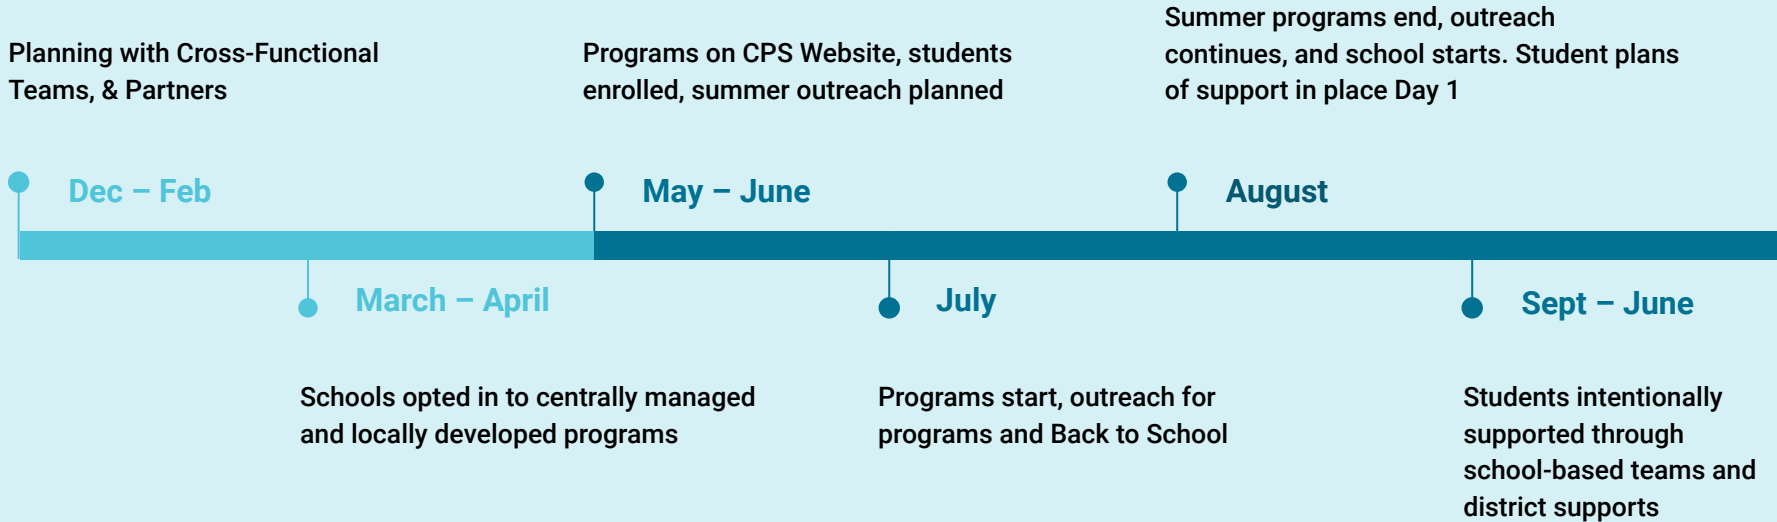 Planning with Cross-Functional
Teams, & Partners
Dec – Feb
Schools opted in to centrally managed
and locally developed programs
March – April
Programs on CPS Website, students
enrolled, summer outreach planned
May – June
July
Programs start, outreach for
programs and Back to School
Summer programs end, outreach
continues, and school starts. Student plans
of support in place Day 1
August
Sept – June
Students intentionally
supported through
school-based teams and
district supports